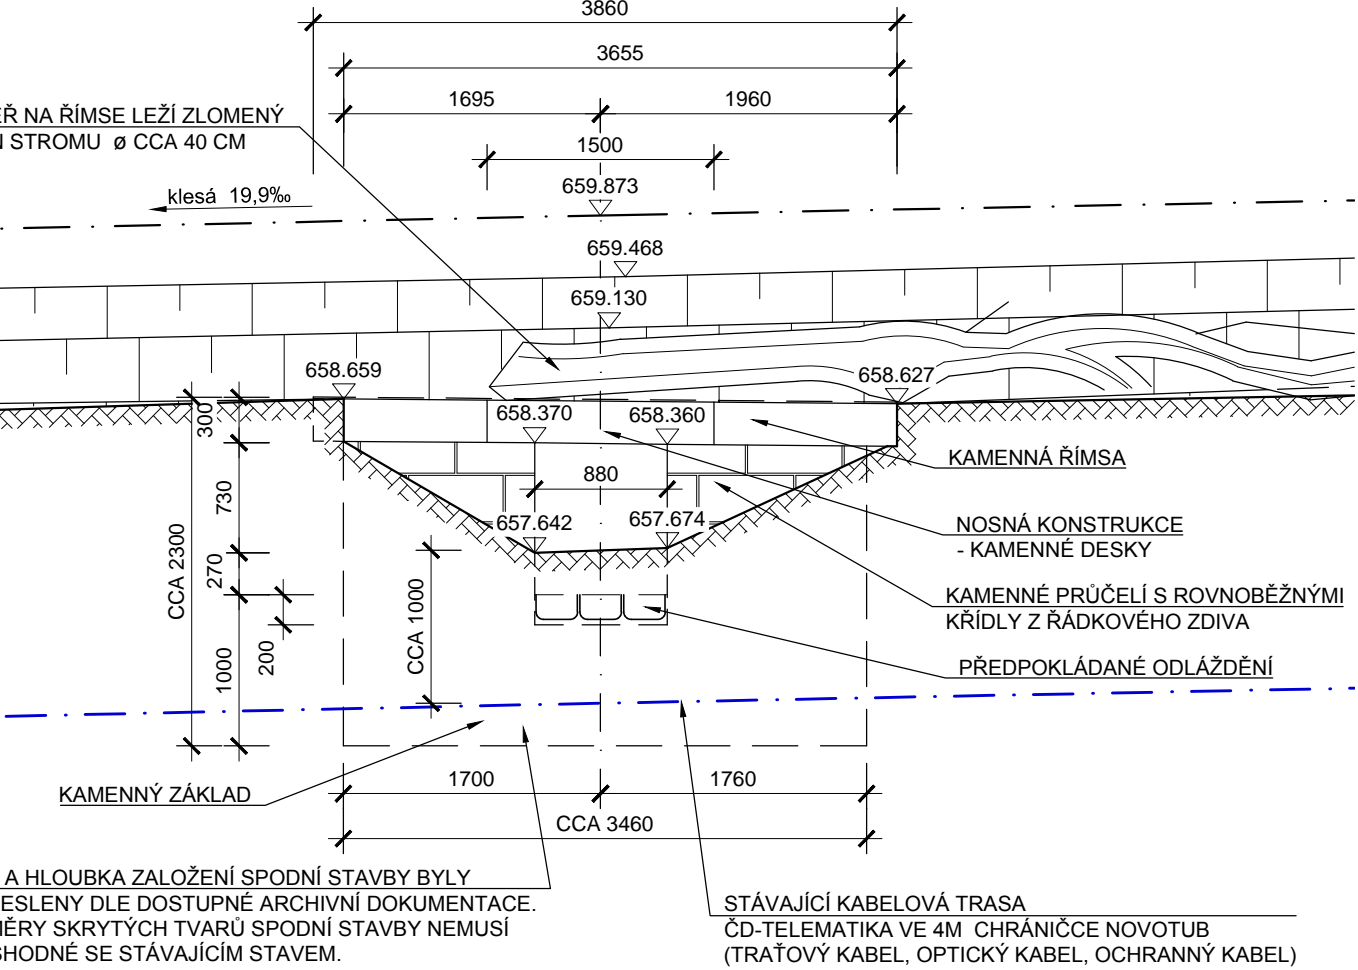 3860
3655
1695
1960
NA ŘÍMSE LEŽÍ ZLOMENÝ
STROMU ø CCA 40 CM
1500
klesá 19,9‰
659.873
659.468
659.130
658.659
658.627
300
658.370
658.360
KAMENNÁ ŘÍMSA
880
730
657.642
657.674
NOSNÁ KONSTRUKCE
- KAMENNÉ DESKY
CCA 2300
270
CCA 1000
KAMENNÉ PRŮČELÍ S ROVNOBĚŽNÝMI
KŘÍDLY Z ŘÁDKOVÉHO ZDIVA
200
1000
PŘEDPOKLÁDANÉ ODLÁŽDĚNÍ
KAMENNÝ ZÁKLAD
1700
1760
CCA 3460
A HLOUBKA ZALOŽENÍ SPODNÍ STAVBY BYLY
ESLENY DLE DOSTUPNÉ ARCHIVNÍ DOKUMENTACE.
MĚRY SKRYTÝCH TVARŮ SPODNÍ STAVBY NEMUSÍ
SHODNÉ SE STÁVAJÍCÍM STAVEM.
STÁVAJÍCÍ KABELOVÁ TRASA
ČD-TELEMATIKA VE 4M CHRÁNIČCE NOVOTUB
(TRAŤOVÝ KABEL, OPTICKÝ KABEL, OCHRANNÝ KABEL)